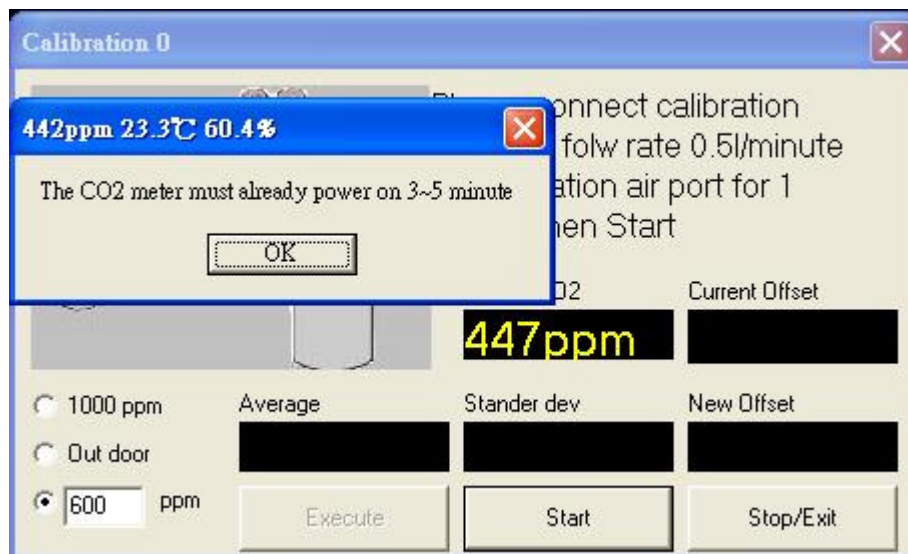 Calibration 0
442ppm 23.3℃ 60.4%
The CO2 meter must already power on 3~5 minute
OK
onnect calibration
folw rate 0.5l/minute
ation air port for 1
Start
Current Offset
447ppm
1000 ppm
Average
Stander dev
New Offset
Out door
600 ppm
Execute
Start
Stop/Exit